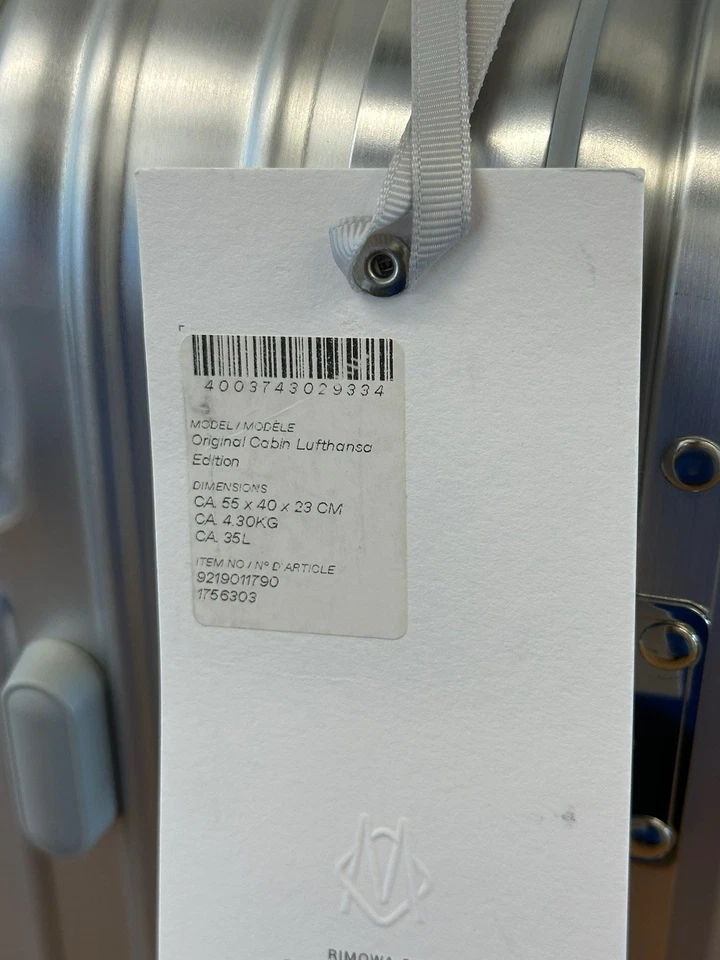 4003743029334
MODEL / MODÈLE
Original Cabin Lufthansa
Edition
DIMENSIONS
CA. 55 x 40 x 23 CM
CA. 4.30KG
CA. 35L
ITEM NO / N° D'ARTICLE
9219011790
1756303
RIMOWA